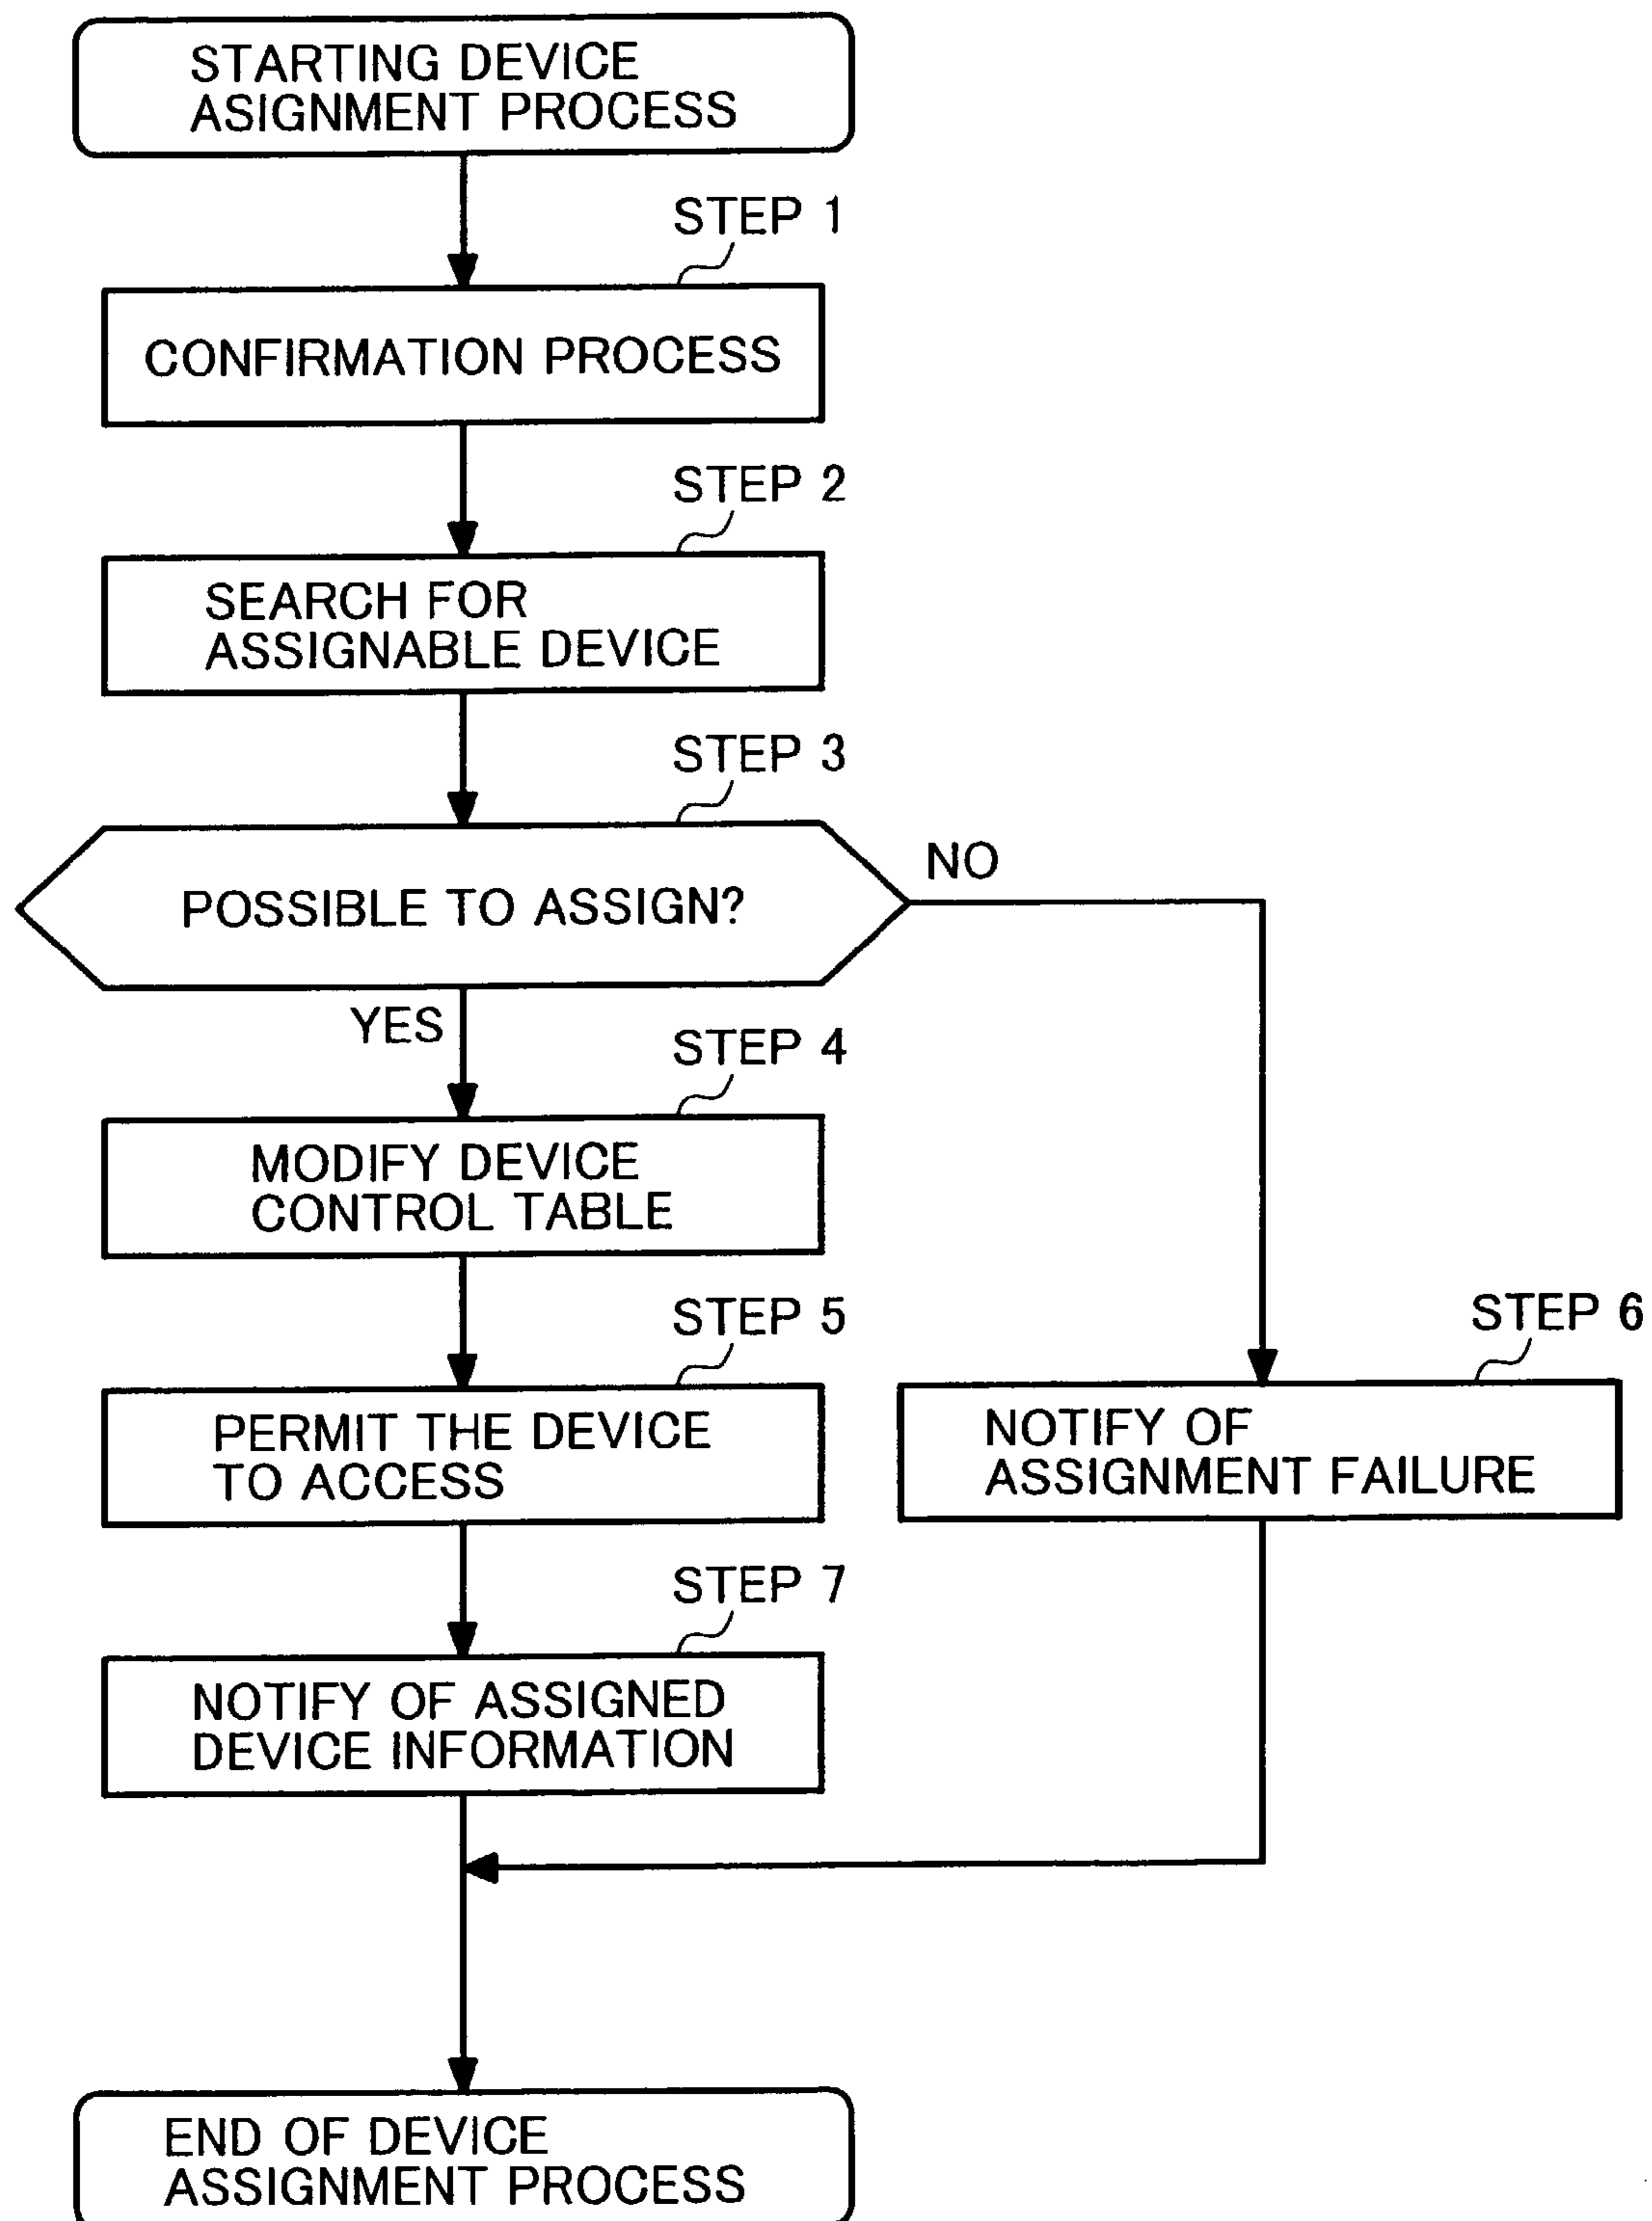 STARTING DEVICE
ASIGNMENT PROCESS
STEP 1
CONFIRMATION PROCESS
STEP 2
SEARCH FOR
ASSIGNABLE DEVICE
STEP 3
POSSIBLE TO ASSIGN?
NO
YES
STEP 4
MODIFY DEVICE
CONTROL TABLE
STEP 5
PERMIT THE DEVICE
TO ACCESS
STEP 6
NOTIFY OF
ASSIGNMENT FAILURE
STEP 7
NOTIFY OF ASSIGNED
DEVICE INFORMATION
END OF DEVICE
ASSIGNMENT PROCESS